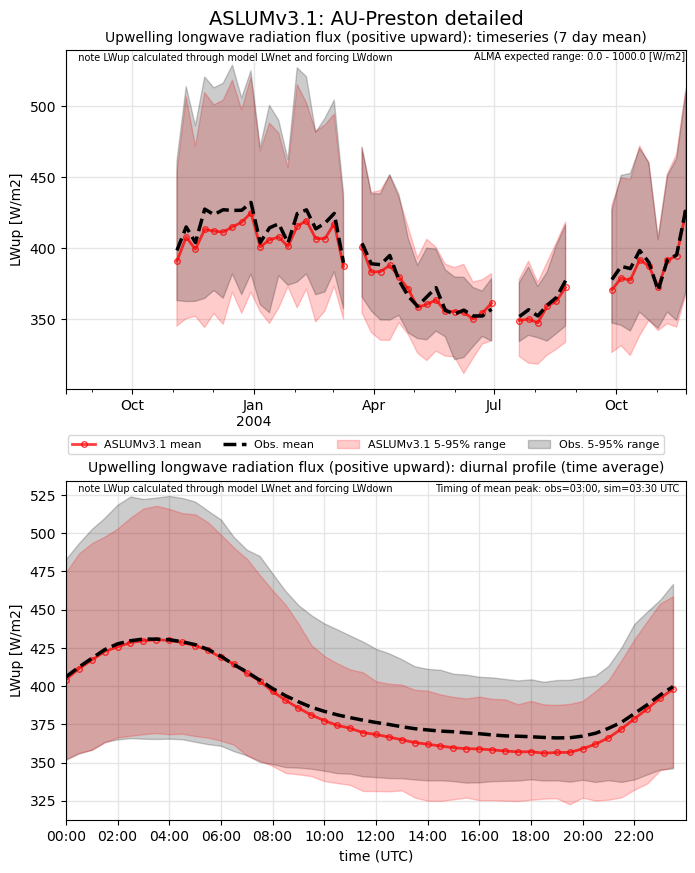 ASLUMv3.1: AU-Preston detailed
Upwelling longwave radiation flux (positive upward): timeseries (7 day mean)
note LWup calculated through model LWnet and forcing LWdown
ALMA expected range: 0.0 - 1000.0 [W/m2]
LWup [W/m2]
500
450
400
350
Oct Jan Apr Jul Oct
2004
ASLUMv3.1 mean Obs. mean ASLUMv3.1 5-95% range Obs. 5-95% range
Upwelling longwave radiation flux (positive upward): diurnal profile (time average)
note LWup calculated through model LWnet and forcing LWdown
Timing of mean peak: obs=03:00, sim=03:30 UTC
LWup [W/m2]
525
500
475
450
425
400
375
350
325
00:00 02:00 04:00 06:00 08:00 10:00 12:00 14:00 16:00 18:00 20:00 22:00
time (UTC)